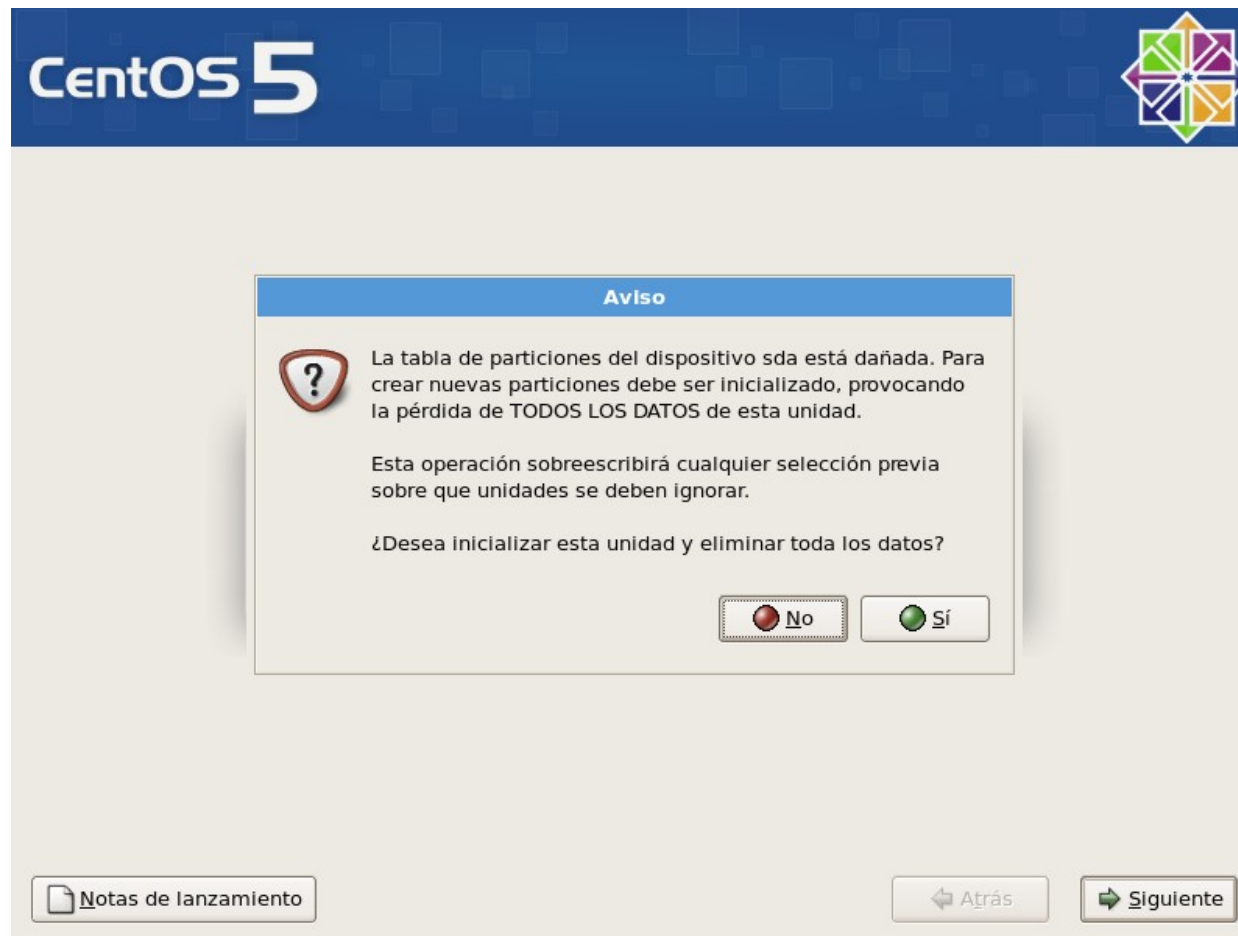 CentOS 5
Aviso
La tabla de particiones del dispositivo sda está dañada. Para
crear nuevas particiones debe ser inicializado, provocando
la pérdida de TODOS LOS DATOS de esta unidad.
Esta operación sobreescribirá cualquier selección previa
sobre que unidades se deben ignorar.
¿Desea inicializar esta unidad y eliminar toda los datos?
No Sí
Notas de lanzamiento Atrás Siguiente